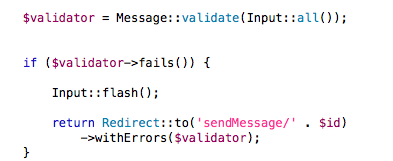 $validator = Message::validate(Input::all());
if ($validator->fails()) {
Input::flash();
return Redirect::to('sendMessage/' . $id)
->withErrors($validator);
}